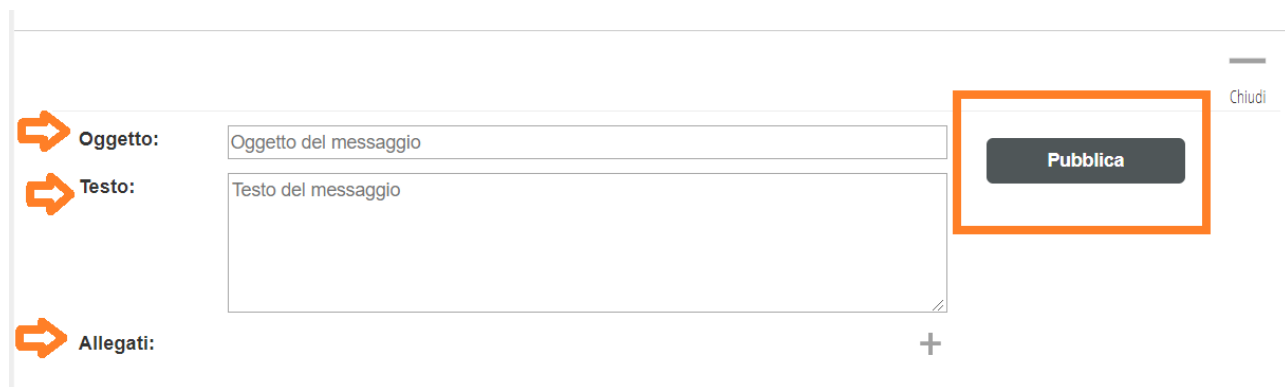 Chiudi
Oggetto:
Oggetto del messaggio
Pubblica
Testo:
Testo del messaggio
Allegati: